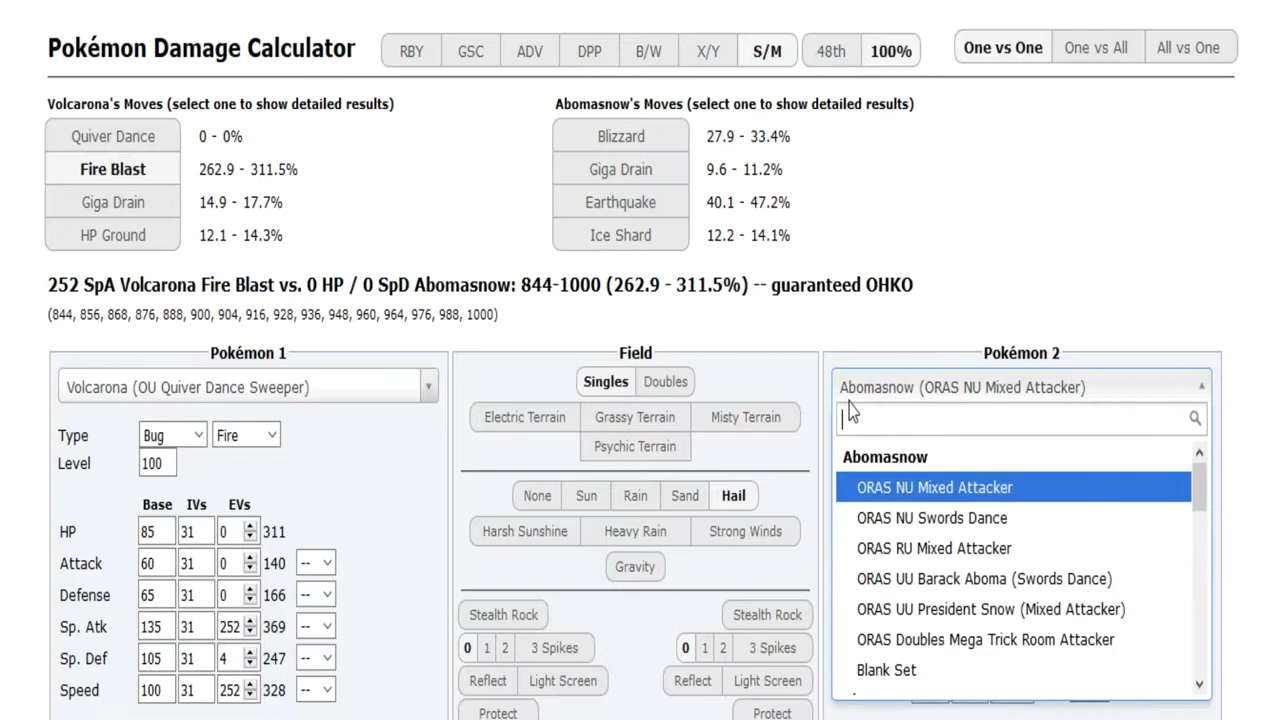 Pokémon Damage Calculator RBY GSC ADV DPP B/W X/Y S/M 48th 100% One vs One One vs All All vs One
Volcarona's Moves (select one to show detailed results) Abomasnow's Moves (select one to show detailed results)
Quiver Dance 0 - 0% Blizzard 27.9 - 33.4%
Fire Blast 262.9 - 311.5% Giga Drain 9.6 - 11.2%
Giga Drain 14.9 - 17.7% Earthquake 40.1 - 47.2%
HP Ground 12.1 - 14.3% Ice Shard 12.2 - 14.1%
252 SpA Volcarona Fire Blast vs. 0 HP / 0 SpD Abomasnow: 844-1000 (262.9 - 311.5%) -- guaranteed OHKO
(844, 856, 868, 876, 888, 900, 904, 916, 928, 936, 948, 960, 964, 976, 988, 1000)
Pokémon 1
Volcarona (OU Quiver Dance Sweeper)
Type Bug Fire
Level 100
Base IVs EVs
HP 85 31 0 311
Attack 60 31 0 140 --
Defense 65 31 0 166 --
Sp. Atk 135 31 252 369 --
Sp. Def 105 31 4 247 --
Speed 100 31 252 328 --
Field
Singles Doubles
Electric Terrain Grassy Terrain Misty Terrain
Psychic Terrain
None Sun Rain Sand Hail
Harsh Sunshine Heavy Rain Strong Winds
Gravity
Stealth Rock Stealth Rock
0 1 2 3 Spikes 0 1 2 3 Spikes
Reflect Light Screen Reflect Light Screen
Protect Protect
Pokémon 2
Abomasnow (ORAS NU Mixed Attacker)
Abomasnow
ORAS NU Mixed Attacker
ORAS NU Swords Dance
ORAS RU Mixed Attacker
ORAS UU Barack Aboma (Swords Dance)
ORAS UU President Snow (Mixed Attacker)
ORAS Doubles Mega Trick Room Attacker
Blank Set